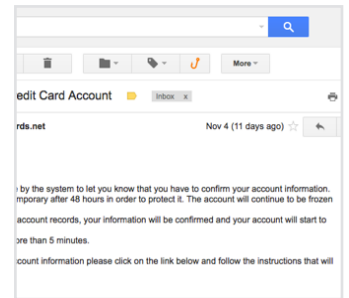 More
edit Card Account Inbox x
rds.net Nov 4 (11 days ago)
by the system to let you know that you have to confirm your account information.
mporary after 48 hours in order to protect it. The account will continue to be frozen
account records, your information will be confirmed and your account will start to
ore than 5 minutes.
count information please click on the link below and follow the instructions that will